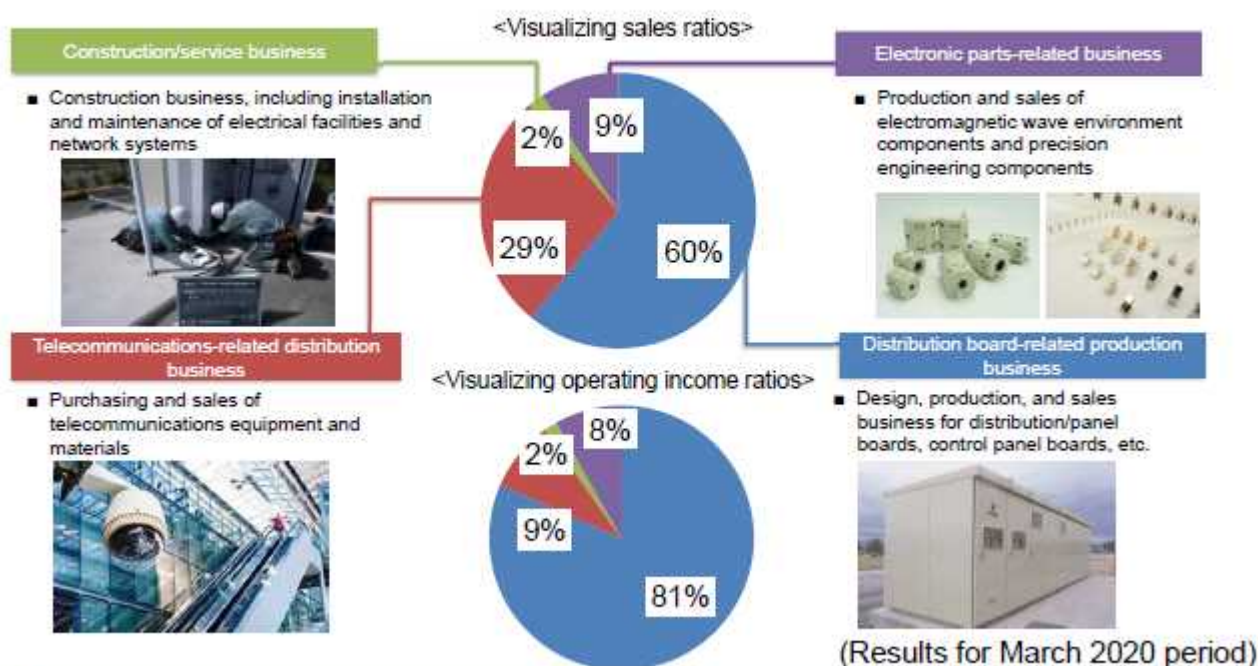 <Visualizing sales ratios>
Construction/service business
■ Construction business, including installation
and maintenance of electrical facilities and
network systems
Electronic parts-related business
■ Production and sales of
electromagnetic wave environment
components and precision
engineering components
2%
9%
29%
60%
Telecommunications-related distribution
business
■ Purchasing and sales of
telecommunications equipment and
materials
Distribution board-related production
business
■ Design, production, and sales
business for distribution/panel
boards, control panel boards, etc.
<Visualizing operating income ratios>
2%
8%
9%
81%
(Results for March 2020 period)